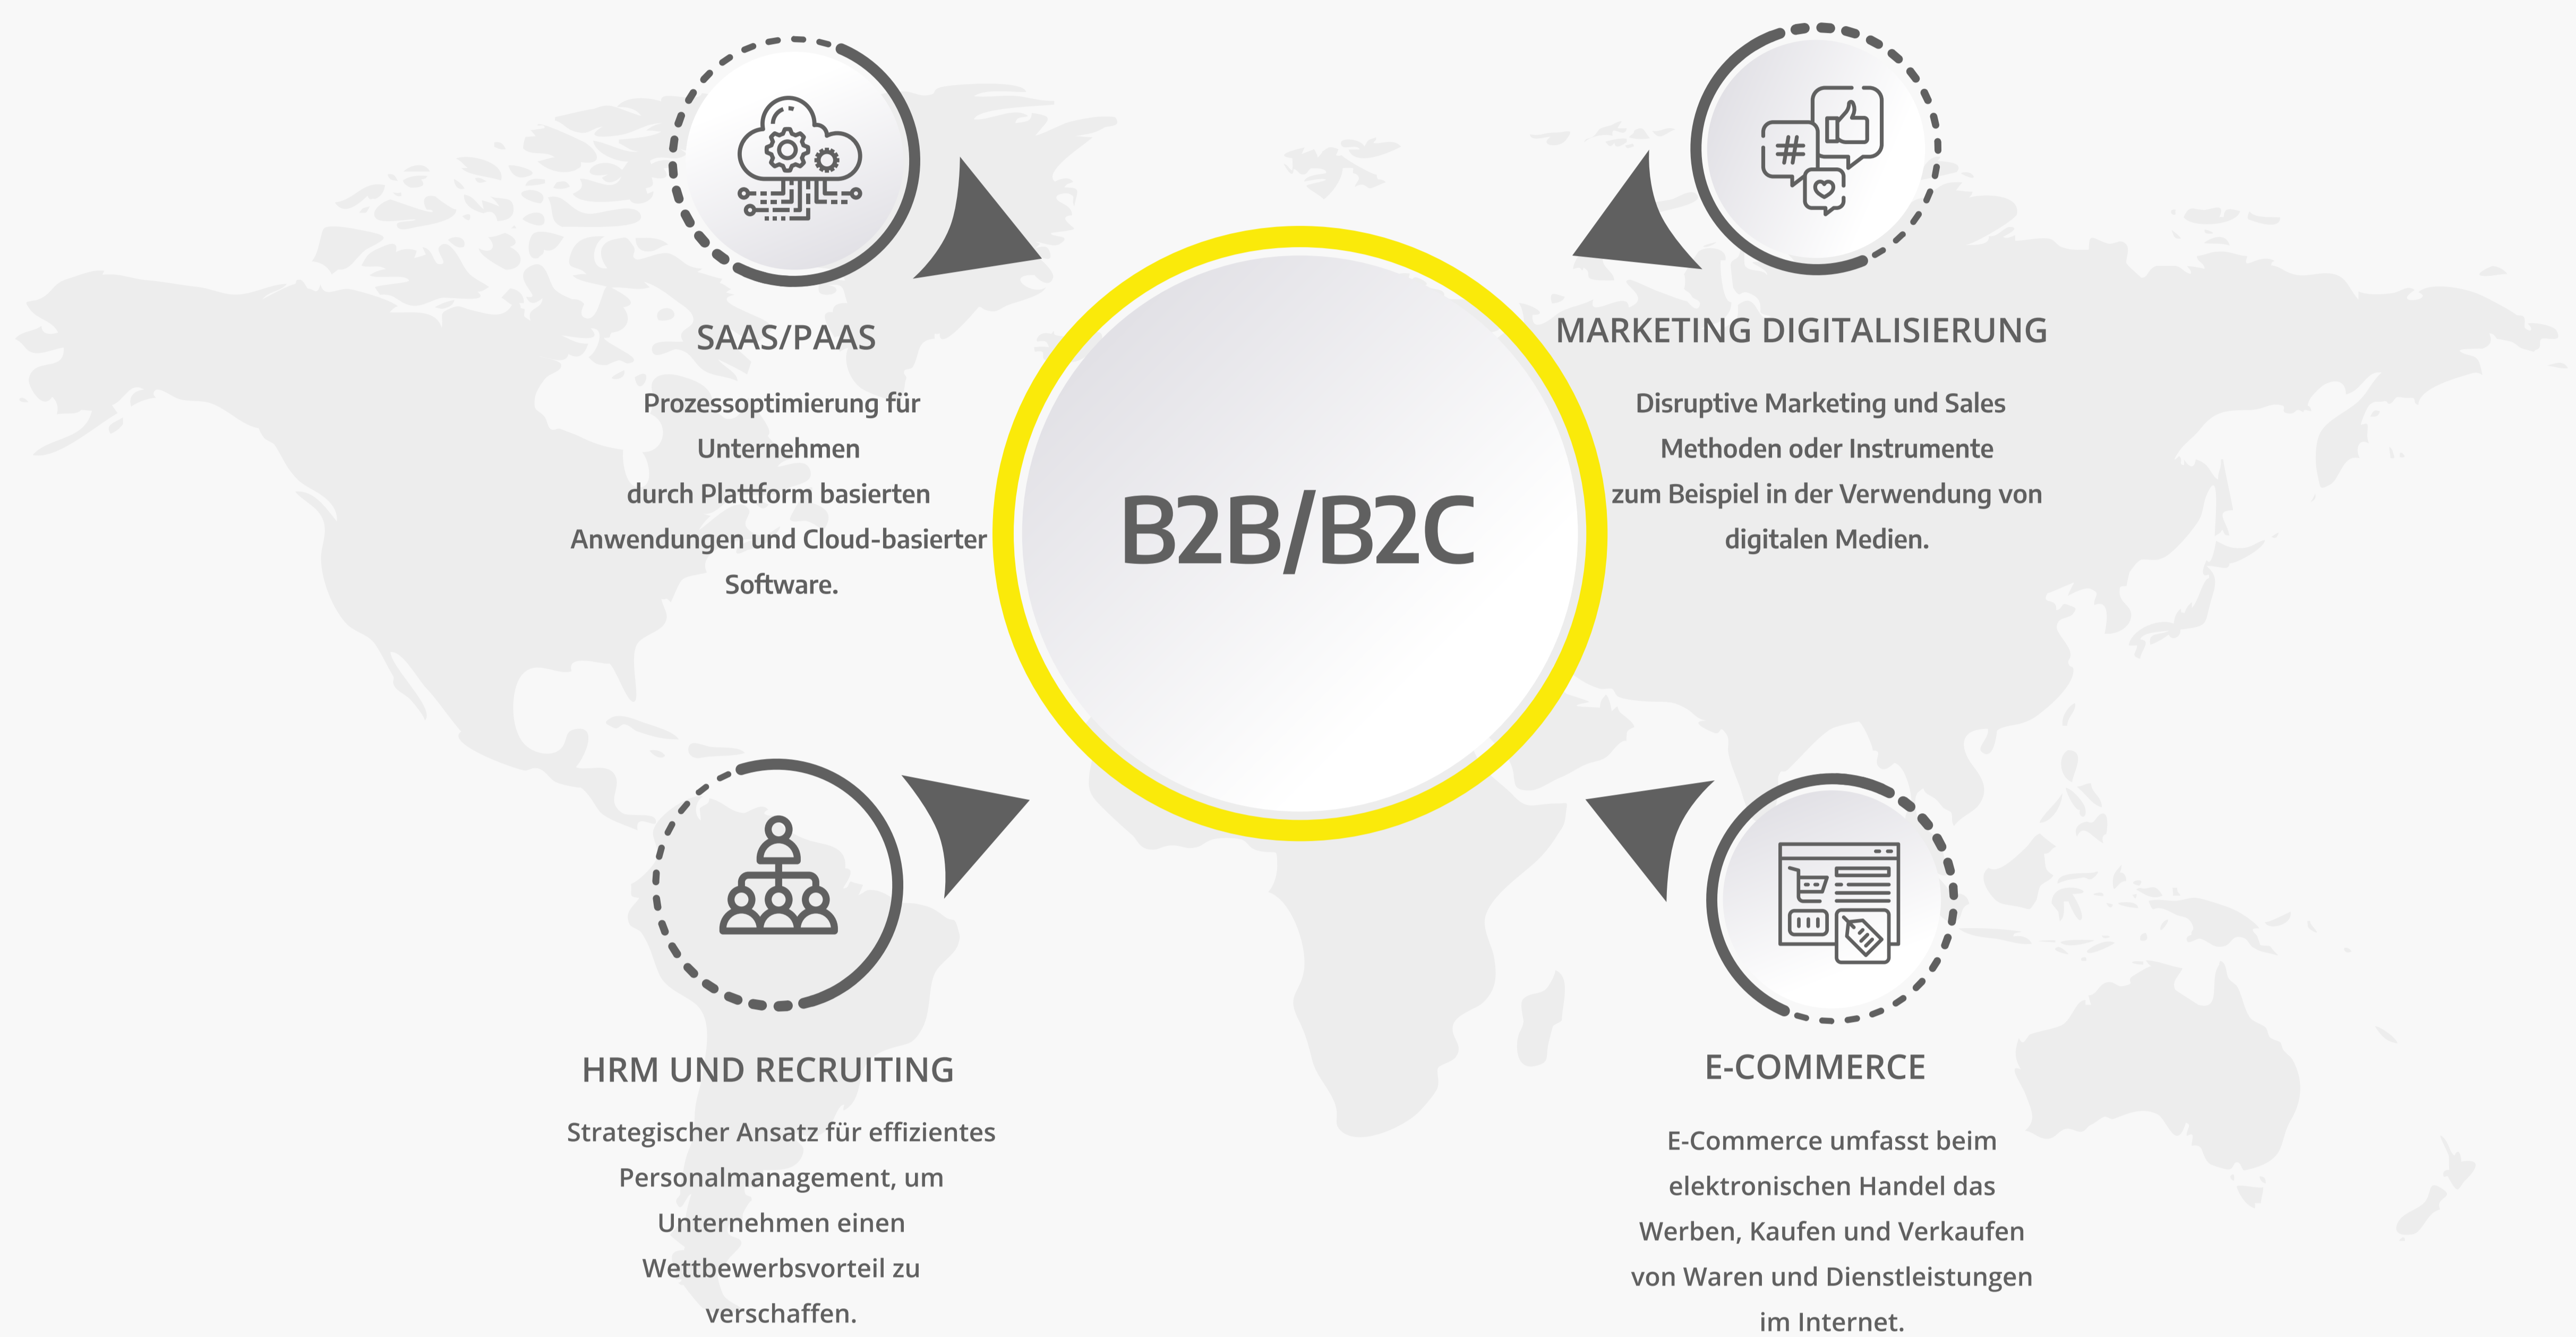 SAAS/PAAS
Prozessoptimierung für
Unternehmen
durch Plattform basierten
Anwendungen und Cloud-basierter
Software.
MARKETING DIGITALISIERUNG
Disruptive Marketing und Sales
Methoden oder Instrumente
zum Beispiel in der Verwendung von
digitalen Medien.
B2B/B2C
HRM UND RECRUITING
Strategischer Ansatz für effizientes
Personalmanagement, um
Unternehmen einen
Wettbewerbsvorteil zu
verschaffen.
E-COMMERCE
E-Commerce umfasst beim
elektronischen Handel das
Werben, Kaufen und Verkaufen
von Waren und Dienstleistungen
im Internet.